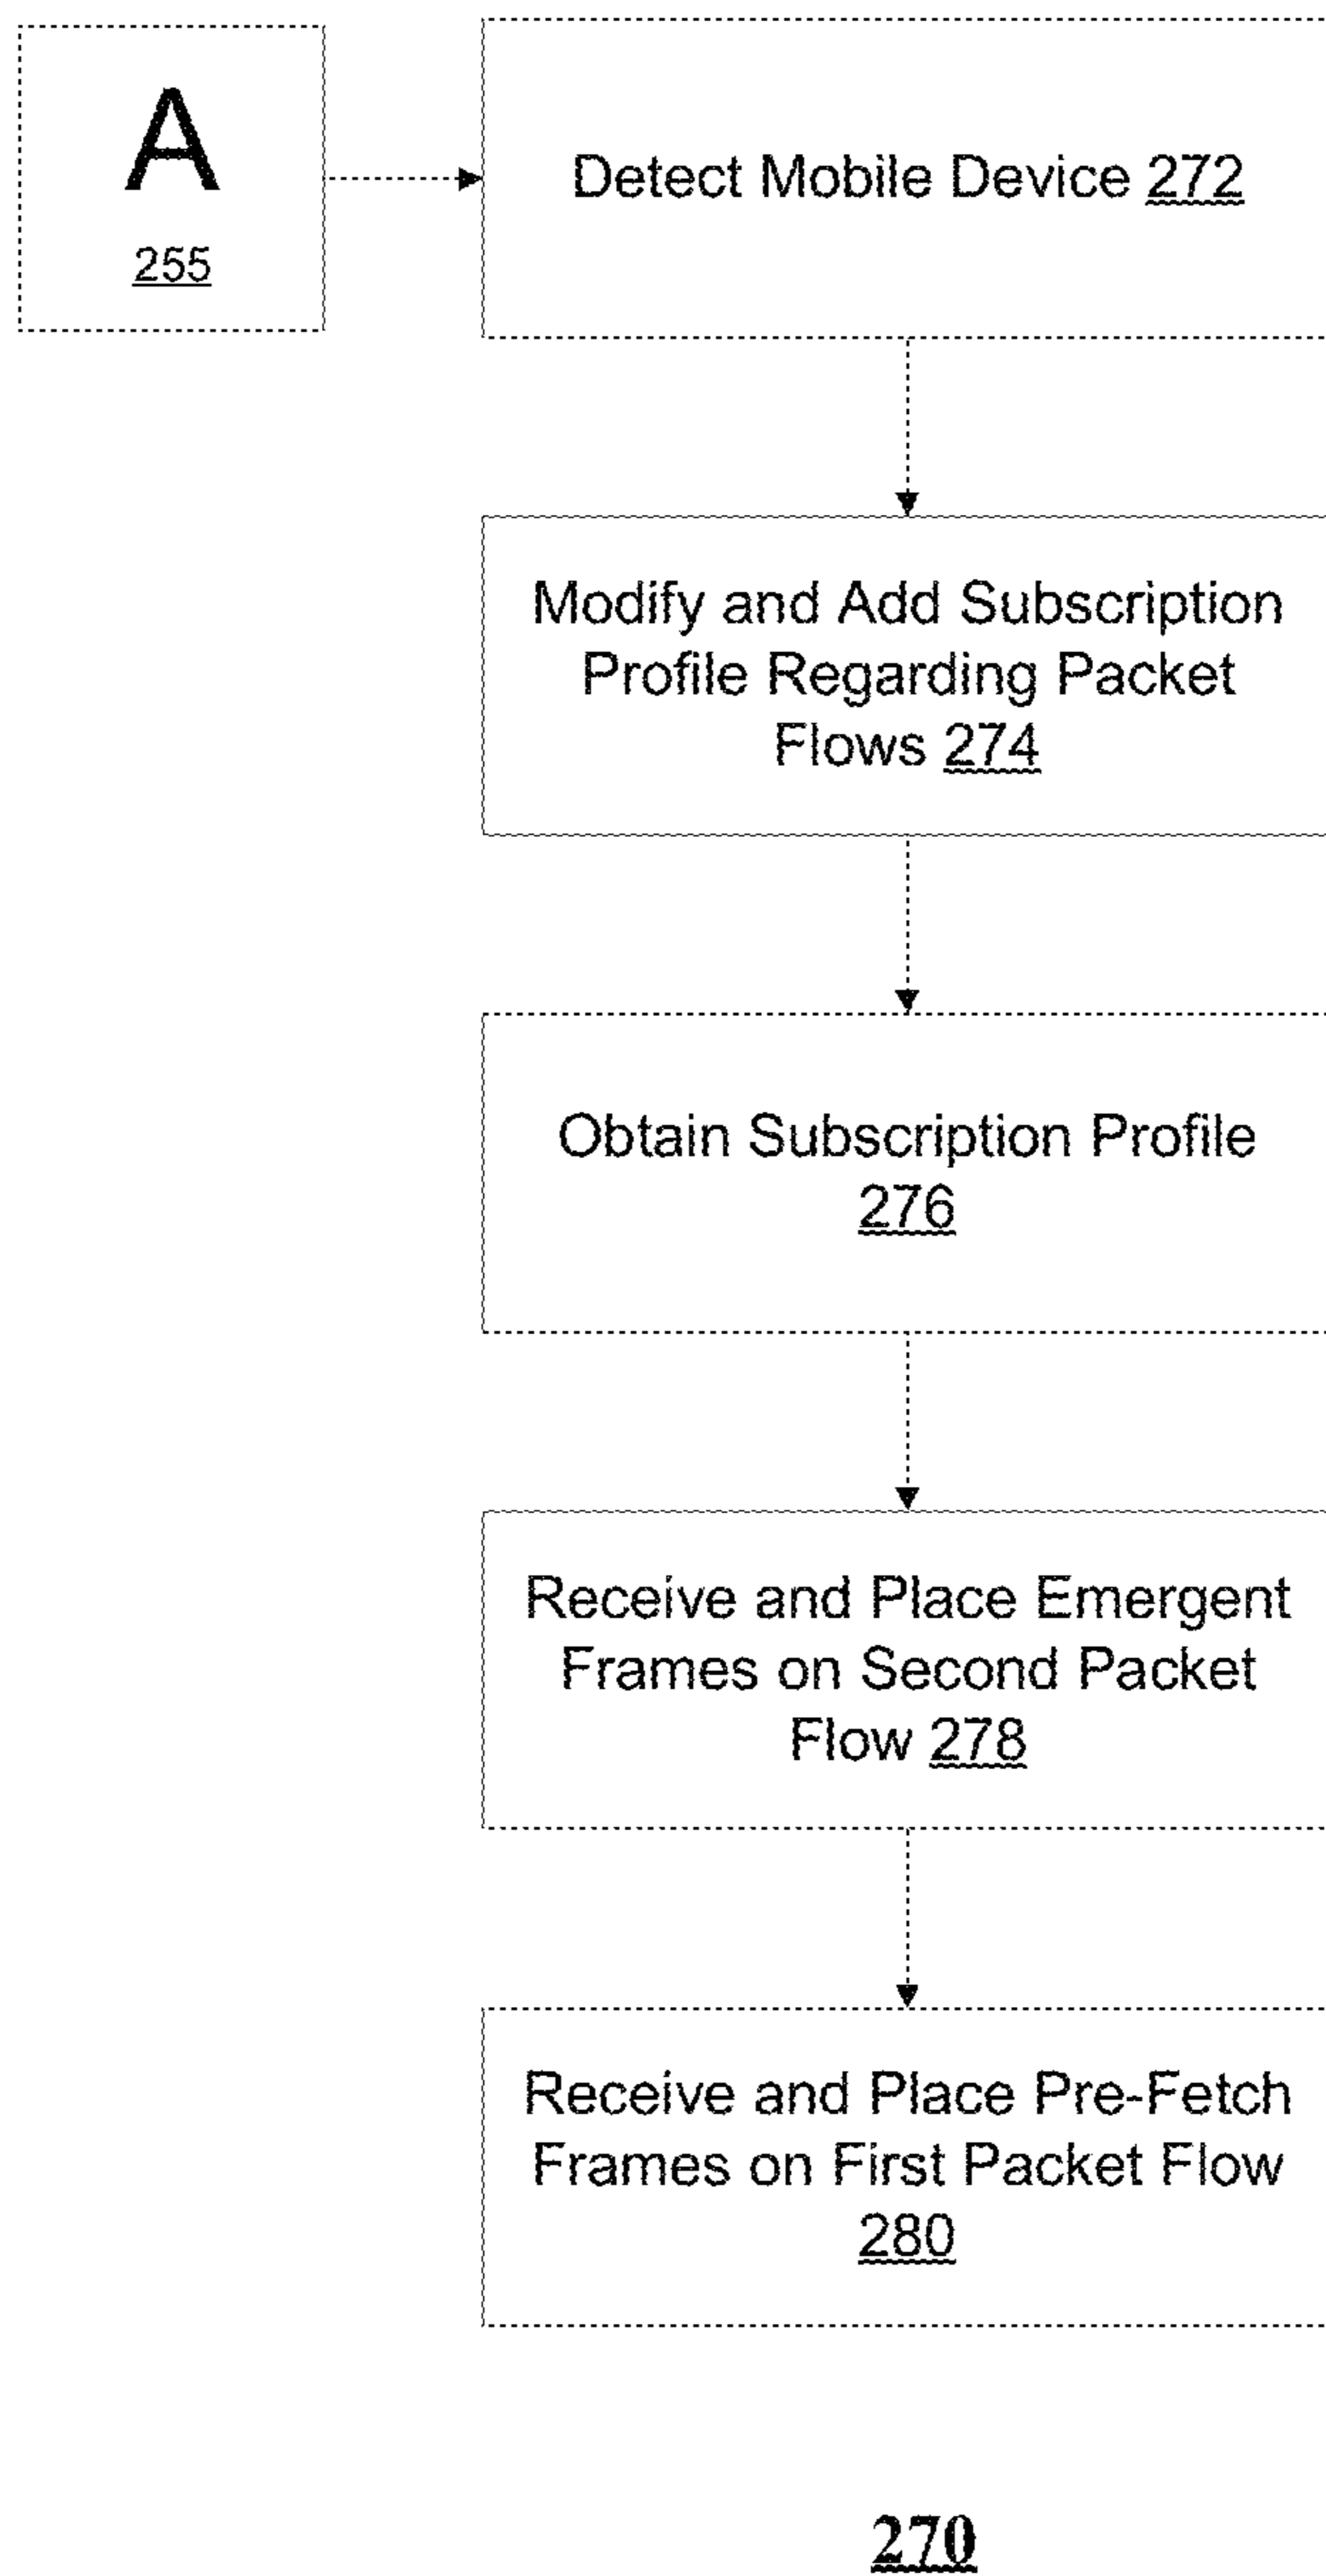 A
255
Detect Mobile Device 272
Modify and Add Subscription
Profile Regarding Packet
Flows 274
Obtain Subscription Profile
276
Receive and Place Emergent
Frames on Second Packet
Flow 278
Receive and Place Pre-Fetch
Frames on First Packet Flow
280
270